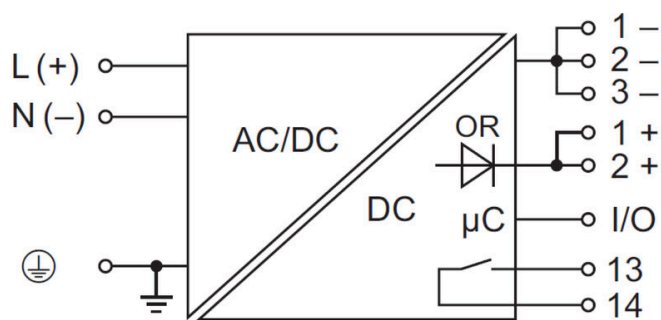 L (+)
N (–)
AC/DC
DC
OR
µC
1 –
2 –
3 –
1 +
2 +
I/O
13
14